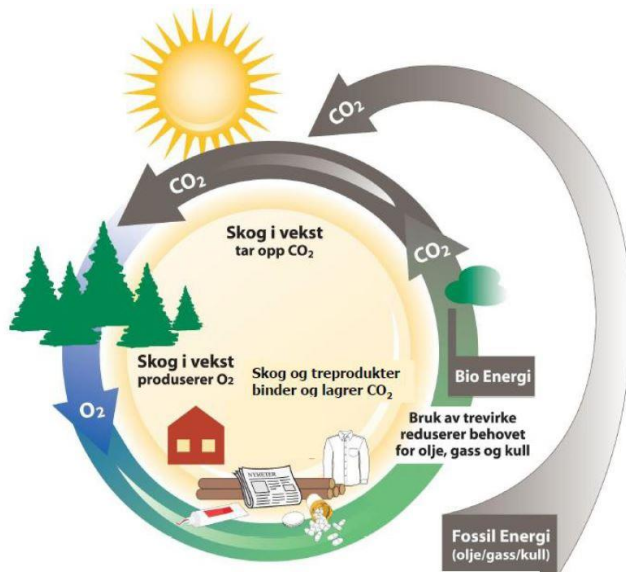 CO₂
CO₂
Skog i vekst
tar opp CO₂
CO₂
Skog i vekst
produserer O₂
Skog og treprodukter
binder og lagrer CO₂
Bio Energi
O₂
Bruk av trevirke
reduserer behovet
for olje, gass og kull
NYHETER
Fossil Energi
(olje/gass/kull)